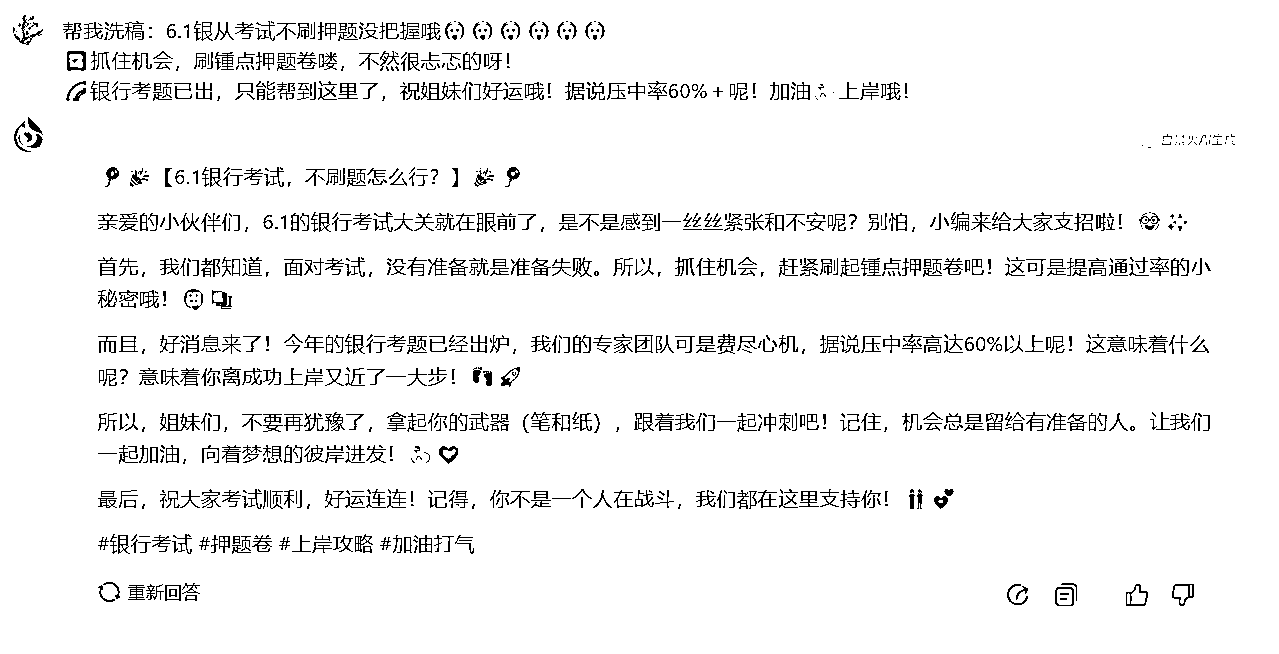 帮我洗稿：6.1银从考试不刷押题没把握哦
抓住机会，刷锺点押题卷喽，不然很忐忑的呀！
银行考题已出，只能帮到这里了，祝姐妹们好运哦！据说压中率60%+呢！加油 上岸哦！
【6.1银行考试，不刷题怎么行？】
亲爱的小伙伴们，6.1的银行考试大关就在眼前了，是不是感到一丝丝紧张和不安呢？别怕，小编来给大家支招啦！
首先，我们都知道，面对考试，没有准备就是准备失败。所以，抓住机会，赶紧刷起锺点押题卷吧！这可是提高通过率的小
秘密哦！
而且，好消息来了！今年的银行考题已经出炉，我们的专家团队可是费尽心机，据说压中率高达60%以上呢！这意味着什么
呢？意味着你离成功上岸又近了一大步！
所以，姐妹们，不要再犹豫了，拿起你的武器（笔和纸），跟着我们一起冲刺吧！记住，机会总是留给有准备的人。让我们
一起加油，向着梦想的彼岸进发！
最后，祝大家考试顺利，好运连连！记得，你不是一个人在战斗，我们都在这里支持你！
#银行考试 #押题卷 #上岸攻略 #加油打气
重新回答